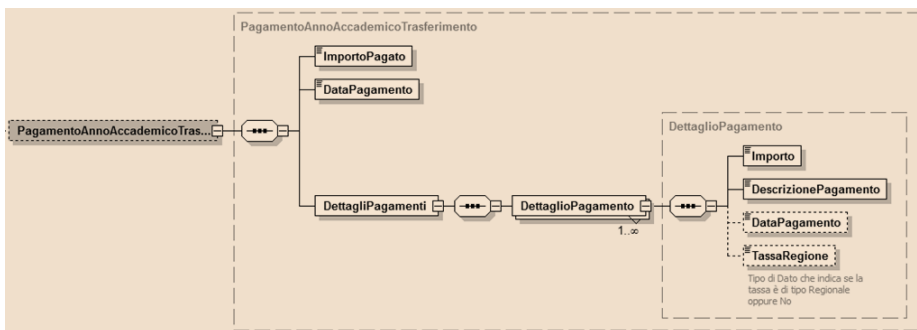 PagamentoAnnoAccademicoTrasferimento
ImportoPagato
DataPagamento
PagamentoAnnoAccademicoTras...
DettaglioPagamento
Importo
DescrizionePagamento
DettagliPagamenti
DettaglioPagamento
DataPagamento
1..∞
TassaRegione
Tipo di Dato che indica se la
tassa è di tipo Regionale
oppure No